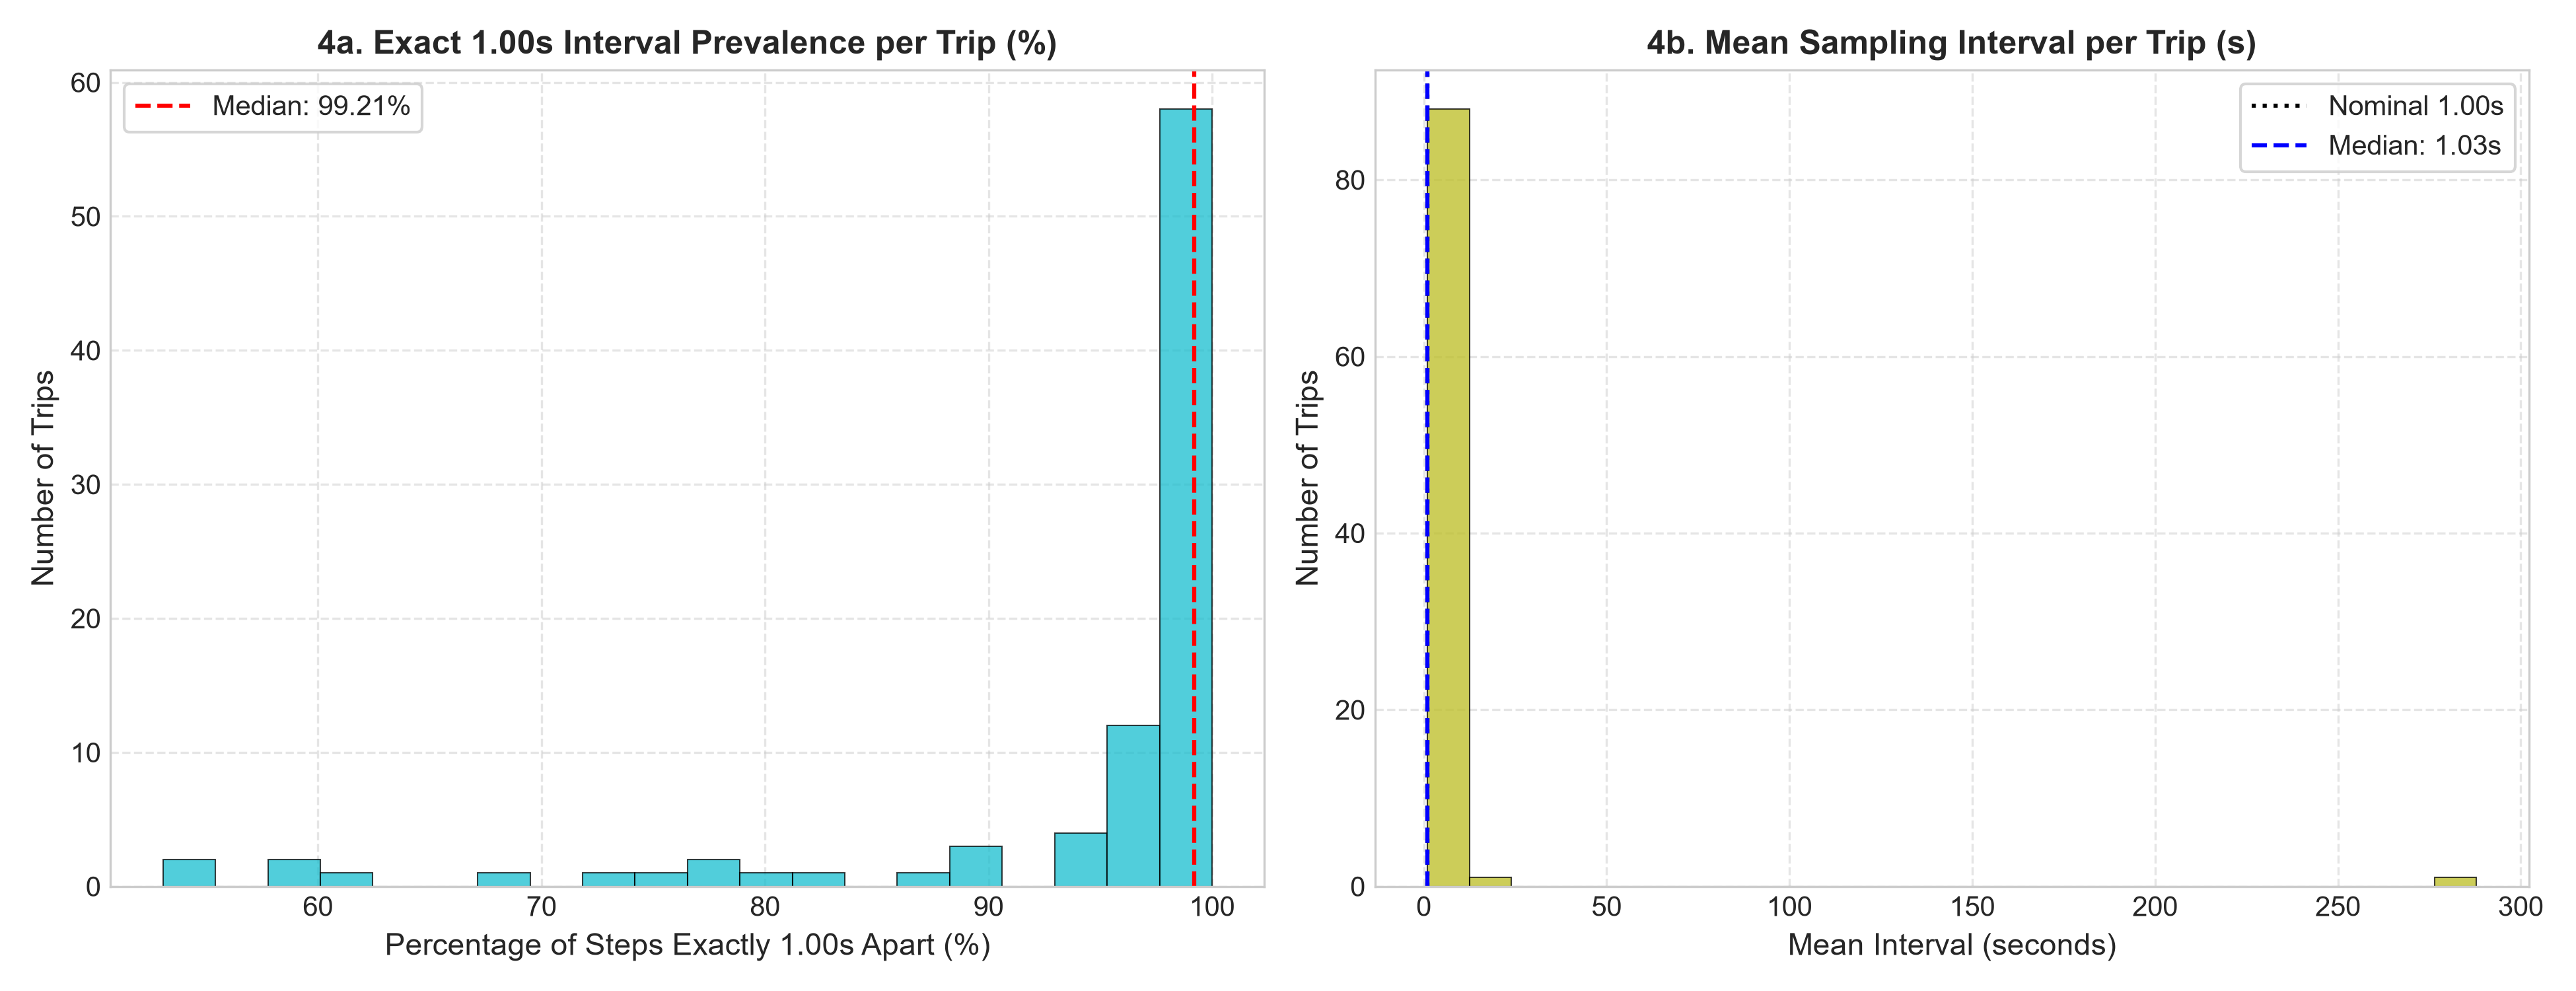 4a. Exact 1.00s Interval Prevalence per Trip (%)
Median: 99.21%
Number of Trips
60
50
40
30
20
10
0
60 70 80 90 100
Percentage of Steps Exactly 1.00s Apart (%)
4b. Mean Sampling Interval per Trip (s)
Nominal 1.00s
Median: 1.03s
Number of Trips
80
60
40
20
0
0 50 100 150 200 250 300
Mean Interval (seconds)